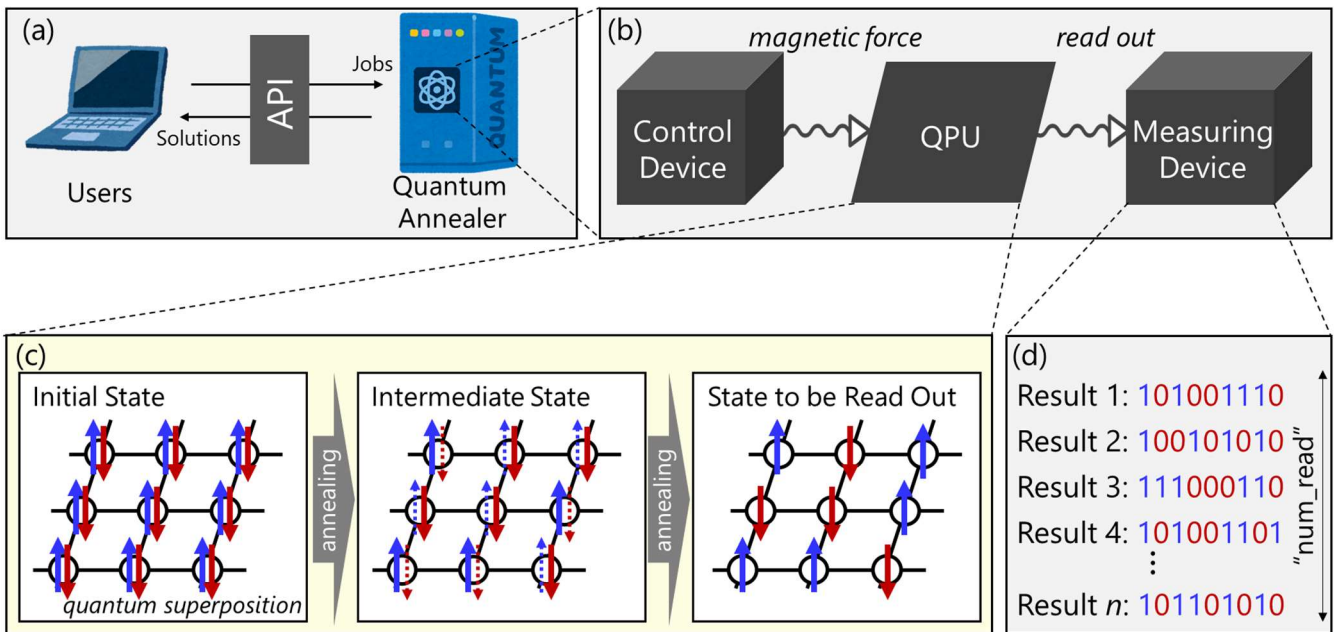 (a)
Jobs
API
Solutions
QUANTUM
Users
Quantum
Annealer
(b)
magnetic force
read out
Control
Device
QPU
Measuring
Device
(c)
Initial State
quantum superposition
annealing
Intermediate State
annealing
State to be Read Out
(d)
Result 1: 101001110
Result 2: 100101010
Result 3: 111000110
Result 4: 101001101
⋮
Result n: 101101010
"num_read"